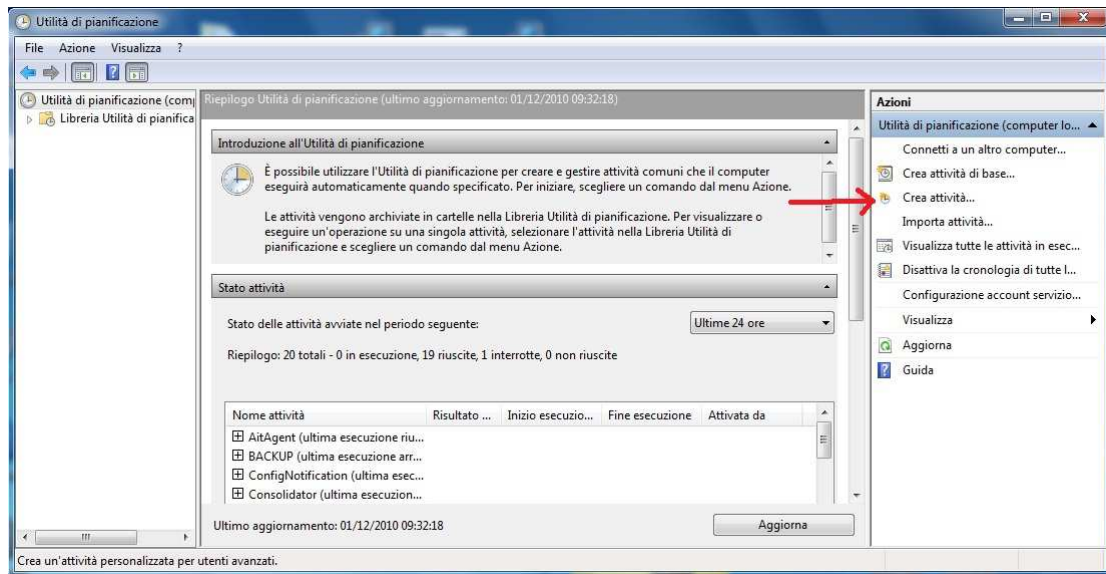 Utilità di pianificazione
File Azione Visualizza ?
Utilità di pianificazione (comp
Libreria Utilità di pianifica
Riepilogo Utilità di pianificazione (ultimo aggiornamento: 01/12/2010 09:32:18)
Introduzione all'Utilità di pianificazione
È possibile utilizzare l'Utilità di pianificazione per creare e gestire attività comuni che il computer
eseguirà automaticamente quando specificato. Per iniziare, scegliere un comando dal menu Azione.
Le attività vengono archiviate in cartelle nella Libreria Utilità di pianificazione. Per visualizzare o
eseguire un'operazione su una singola attività, selezionare l'attività nella Libreria Utilità di
pianificazione e scegliere un comando dal menu Azione.
Stato attività
Stato delle attività avviate nel periodo seguente:
Ultime 24 ore
Riepilogo: 20 totali - 0 in esecuzione, 19 riuscite, 1 interrotte, 0 non riuscite
Nome attività Risultato ... Inizio esecuzio... Fine esecuzione Attivata da
AitAgent (ultima esecuzione riu...
BACKUP (ultima esecuzione arr...
ConfigNotification (ultima esec...
Consolidator (ultima esecuzion...
Ultimo aggiornamento: 01/12/2010 09:32:18
Aggiorna
Azioni
Utilità di pianificazione (computer lo...
Connetti a un altro computer...
Crea attività di base...
Crea attività...
Importa attività...
Visualizza tutte le attività in esec...
Disattiva la cronologia di tutte l...
Configurazione account servizio...
Visualizza
Aggiorna
Guida
Crea un'attività personalizzata per utenti avanzati.